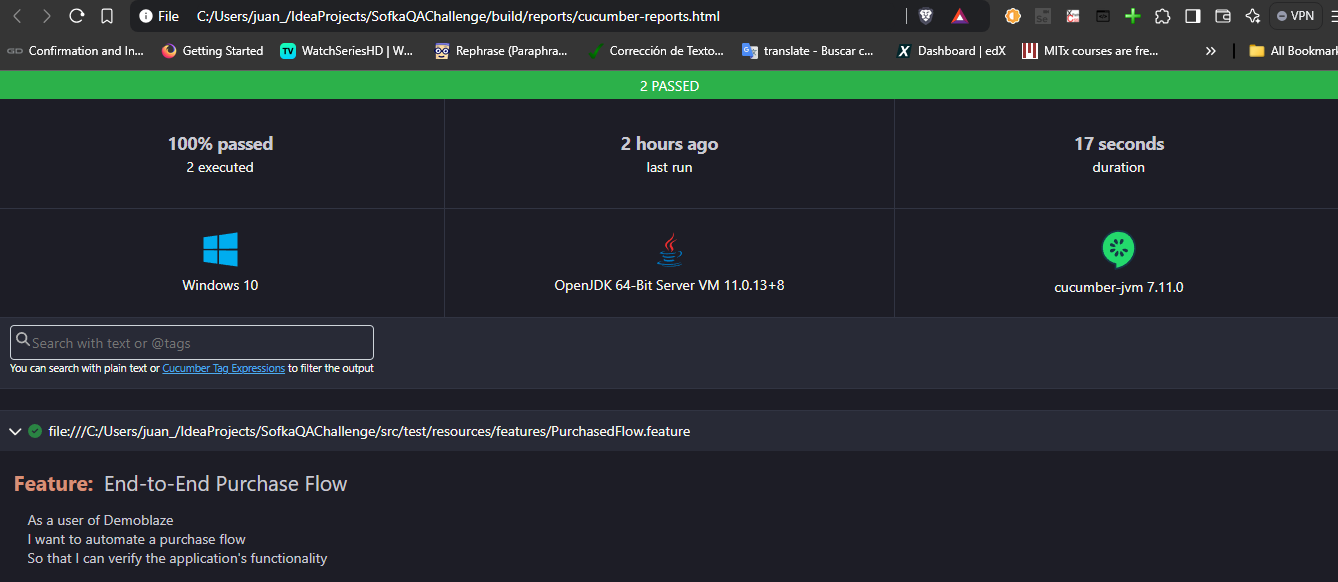 File C:/Users/juan_/IdeaProjects/SofkaQAChallenge/build/reports/cucumber-reports.html VPN
Confirmation and In... Getting Started TV WatchSeriesHD | W... Rephrase (Paraphra... Corrección de Texto... translate - Buscar c... X Dashboard | edX MITx courses are fre... » All Bookmar
2 PASSED
100% passed 2 hours ago 17 seconds
2 executed last run duration
Windows 10 OpenJDK 64-Bit Server VM 11.0.13+8 cucumber-jvm 7.11.0
Search with text or @tags
You can search with plain text or Cucumber Tag Expressions to filter the output
file:///C:/Users/juan_/IdeaProjects/SofkaQAChallenge/src/test/resources/features/PurchasedFlow.feature
Feature: End-to-End Purchase Flow
As a user of Demoblaze
I want to automate a purchase flow
So that I can verify the application's functionality